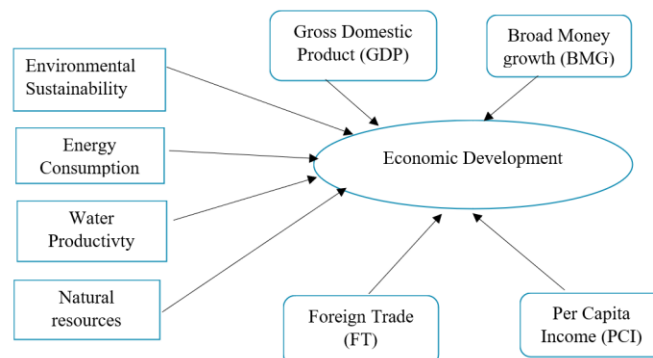 Gross Domestic
Product (GDP)
Broad Money
growth (BMG)
Environmental
Sustainability
Energy
Consumption
Economic Development
Water
Productivty
Natural
resources
Foreign Trade
(FT)
Per Capita
Income (PCI)